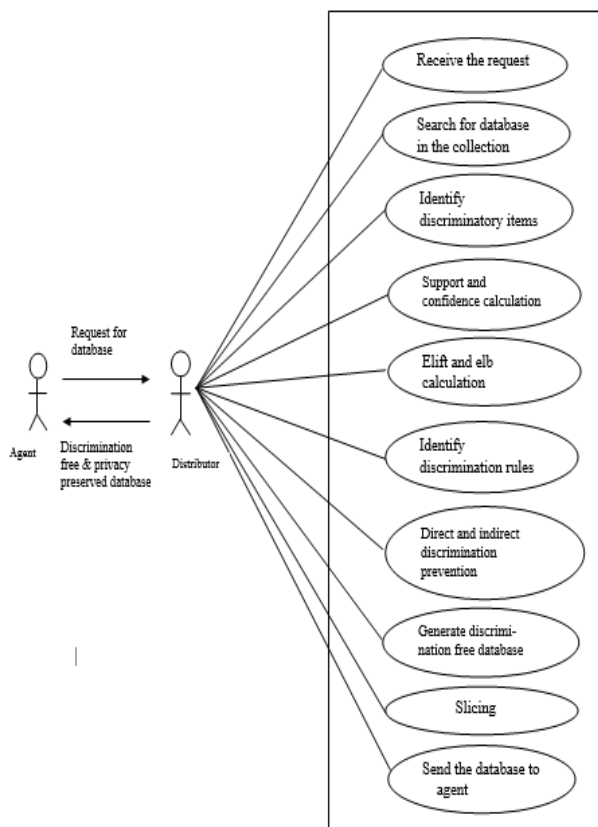 Request for
database
Agent
Discrimination
free & privacy
preserved database
Distributor
Receive the request
Search for database
in the collection
Identify
discriminatory items
Support and
confidence calculation
Elift and elb
calculation
Identify
discrimination rules
Direct and indirect
discrimination
prevention
Generate discrimi-
nation free database
Slicing
Send the database to
agent